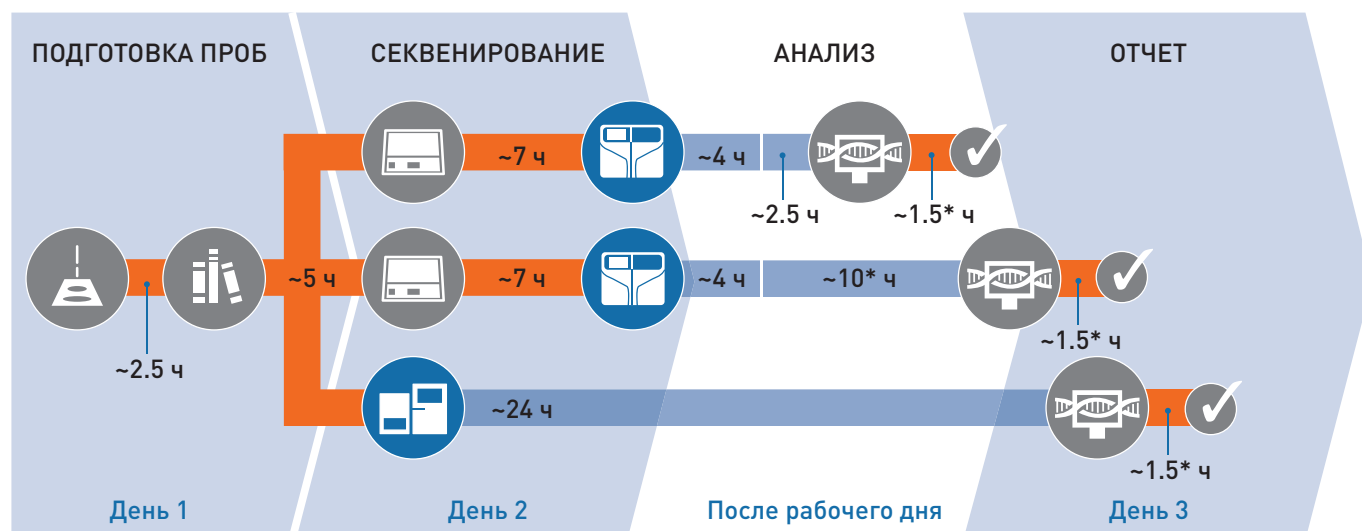 ПОДГОТОВКА ПРОБ
СЕКВЕНИРОВАНИЕ
АНАЛИЗ
ОТЧЕТ
~7 ч
~4 ч
~2.5 ч
~1.5* ч
~5 ч
~7 ч
~4 ч
~10* ч
~2.5 ч
~1.5* ч
~24 ч
~1.5* ч
День 1
День 2
После рабочего дня
День 3